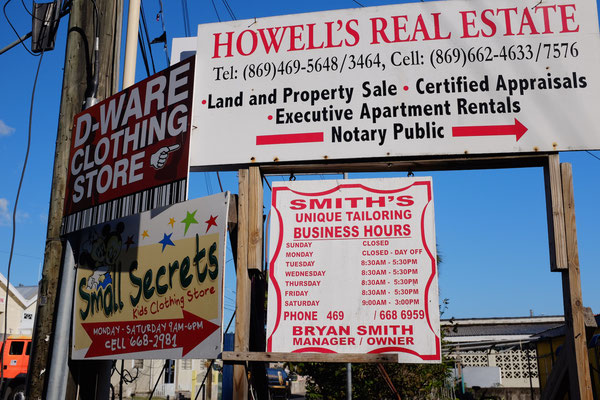 HOWELL'S REAL ESTATE
Tel: (869)469-5648/3464, Cell: (869)662-4633/7576
•Land and Property Sale • Certified Appraisals
•Executive Apartment Rentals
Notary Public
D-WARE
CLOTHING
STORE
Small Secrets
Kids Clothing Store
MONDAY-SATURDAY 9AM-6PM
CELL 668-2981
SMITH'S
UNIQUE TAILORING
BUSINESS HOURS
SUNDAY CLOSED
MONDAY CLOSED - DAY OFF
TUESDAY 8:30AM - 5:30PM
WEDNESDAY 8:30AM - 5:30PM
THURSDAY 8:30AM - 5:30PM
FRIDAY 8:30AM - 5:30PM
SATURDAY 9:00AM - 3:00PM
PHONE 469 / 668 6959
BRYAN SMITH
MANAGER / OWNER